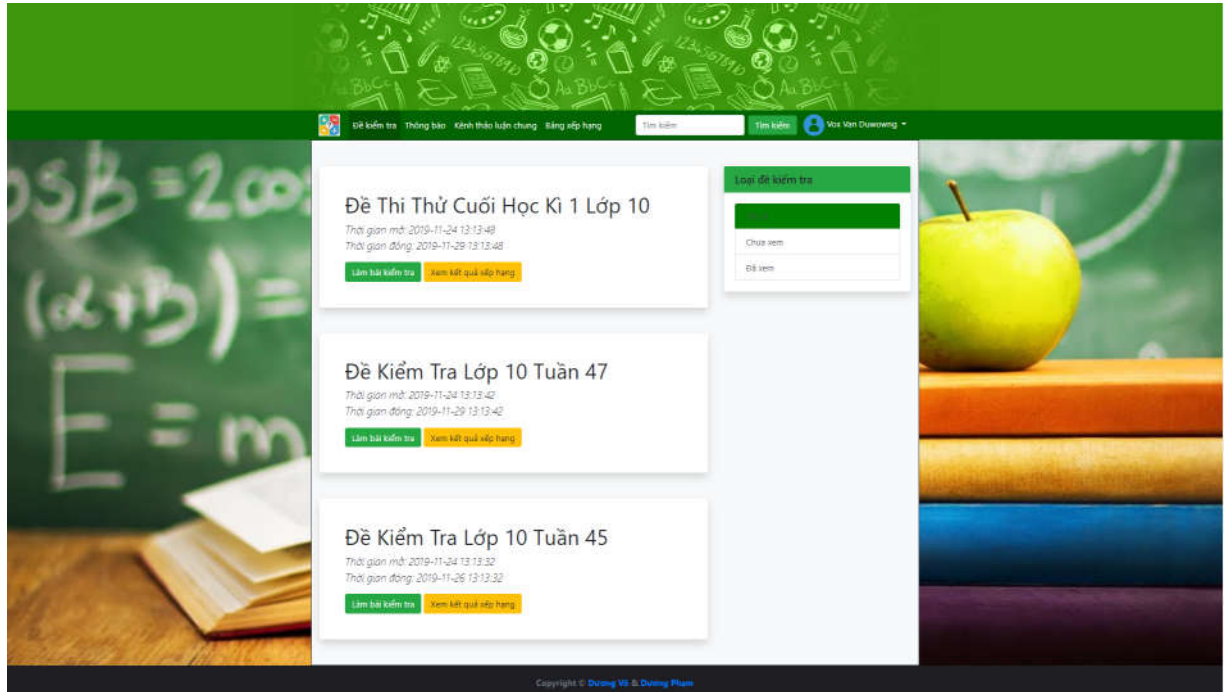 Đề kiểm tra Thông báo Kênh thảo luận chung Bảng xếp hạng Tìm kiếm Tìm kiếm Vos Van Duwowng
Đề Thi Thử Cuối Học Kì 1 Lớp 10
Thời gian mở: 2019-11-24 13:13:48
Thời gian đóng: 2019-11-29 13:13:48
Làm bài kiểm tra Xem kết quả xếp hạng
Đề Kiểm Tra Lớp 10 Tuần 47
Thời gian mở: 2019-11-24 13:13:42
Thời gian đóng: 2019-11-29 13:13:42
Làm bài kiểm tra Xem kết quả xếp hạng
Đề Kiểm Tra Lớp 10 Tuần 45
Thời gian mở: 2019-11-24 13:13:32
Thời gian đóng: 2019-11-26 13:13:32
Làm bài kiểm tra Xem kết quả xếp hạng
Loại đề kiểm tra
Chưa xem
Đã xem
(α+β) =
E = m
Copyright © Dương Võ & Dương Phạm